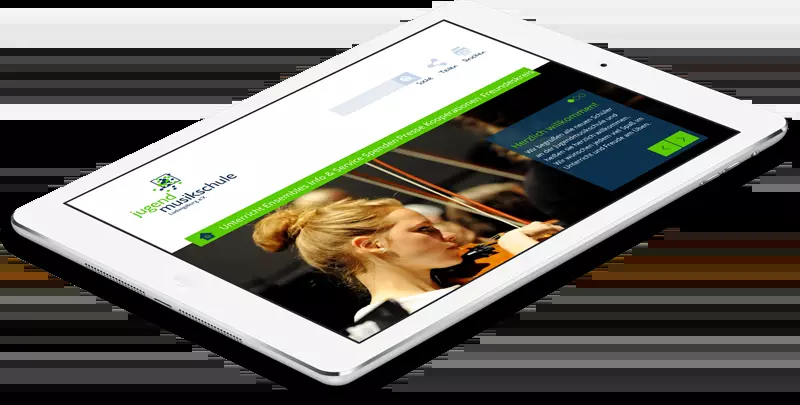 Suche Teilen Drucken
jugend
musikschule
Ludwigsburg e.V.
Unterricht Ensembles Info & Service Spenden Presse Kooperationen Freundeskreis
Herzlich willkommen!
Wir begrüßen alle neuen Schüler
an der Jugendmusikschule und
heißen sie herzlich willkommen.
Wir wünschen jedem viel Spaß im
Unterricht und Freude am Üben.